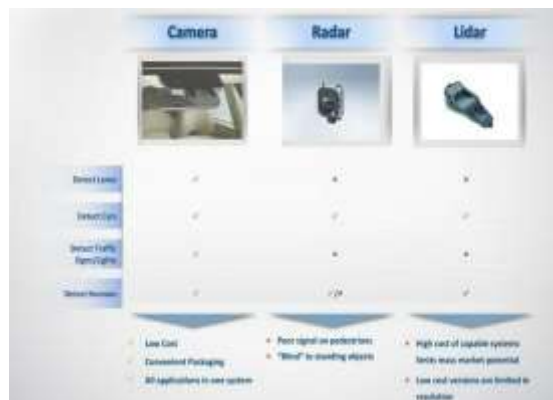 Camera Radar Lidar
Detect Lanes
Detect Cars
Detect Traffic
Signs/Lights
Low Cost
Convenient Packaging
All applications in one system
Poor signal on pedestrians
"Blind" to standing objects
High cost of capable systems
limits mass market potential
Low cost versions are limited in
resolution